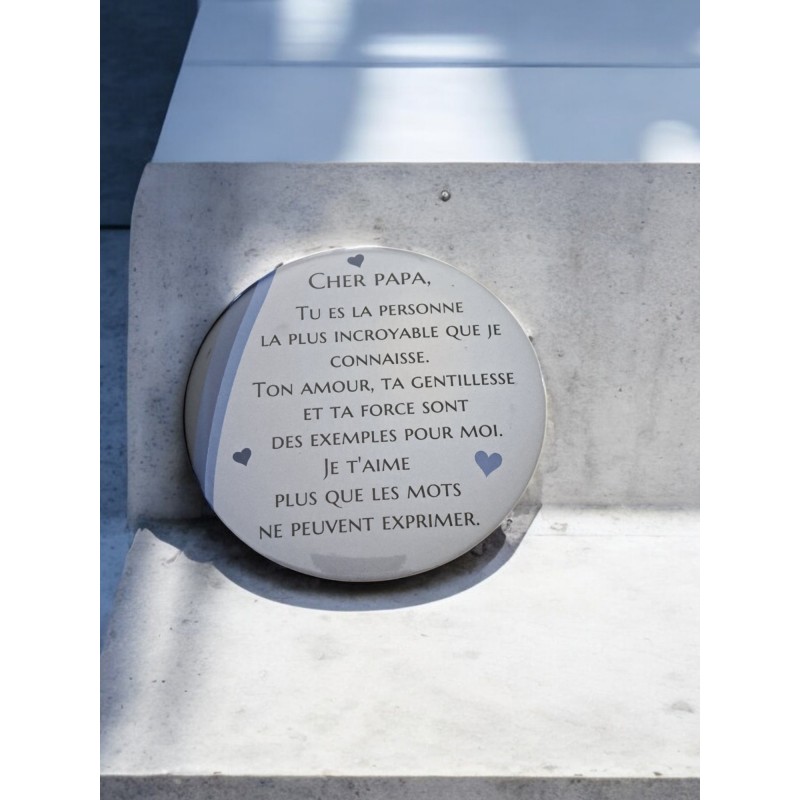 Cher papa,
Tu es la personne
la plus incroyable que je
connaisse.
Ton amour, ta gentillesse
et ta force sont
des exemples pour moi.
Je t'aime
plus que les mots
ne peuvent exprimer.